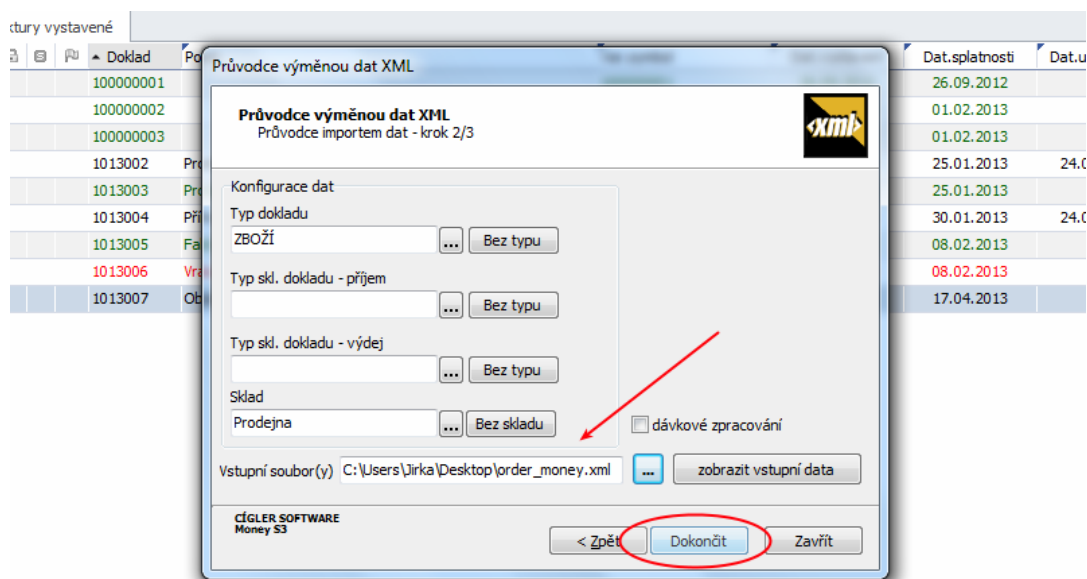 ktury vystavené
Doklad Po Dat.splatnosti Dat.u
100000001 26.09.2012
100000002 01.02.2013
100000003 01.02.2013
1013002 Pro 25.01.2013 24.0
1013003 Pro 25.01.2013
1013004 Pří 30.01.2013 24.0
1013005 Fa 08.02.2013
1013006 Vra 08.02.2013
1013007 Ob 17.04.2013
Průvodce výměnou dat XML
Průvodce výměnou dat XML
Průvodce importem dat - krok 2/3
<xml>
Konfigurace dat
Typ dokladu
ZBOŽÍ ... Bez typu
Typ skl. dokladu - příjem
... Bez typu
Typ skl. dokladu - výdej
... Bez typu
Sklad
Prodejna ... Bez skladu dávkové zpracování
Vstupní soubor(y) C:\Users\Jirka\Desktop\order_money.xml ... zobrazit vstupní data
CÍGLER SOFTWARE
Money S3
< Zpět Dokončit Zavřít